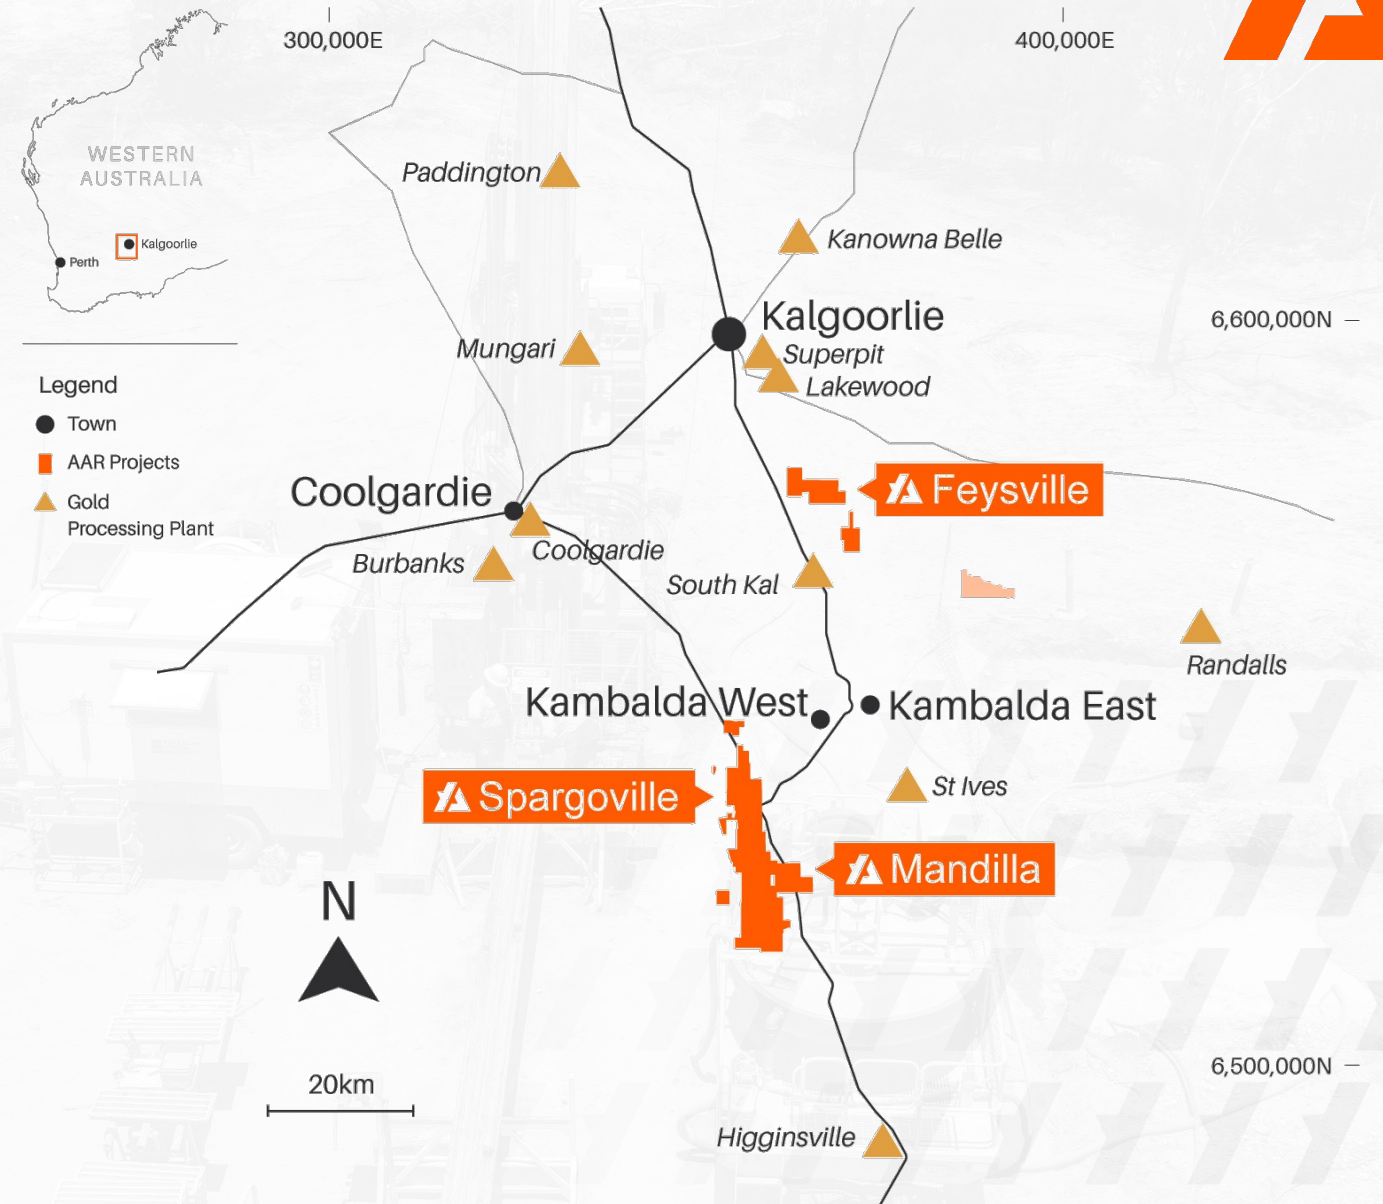 300,000E
400,000E
WESTERN
AUSTRALIA
Kalgoorlie
Perth
Legend
Town
AAR Projects
Gold
Processing Plant
Paddington
Kanowna Belle
6,600,000N
Kalgoorlie
Mungari
Superpit
Lakewood
Coolgardie
Feysville
Coolgardie
Burbanks
South Kal
Randalls
Kambalda West
Kambalda East
St Ives
Spargoville
Mandilla
N
20km
6,500,000N
Higginsville